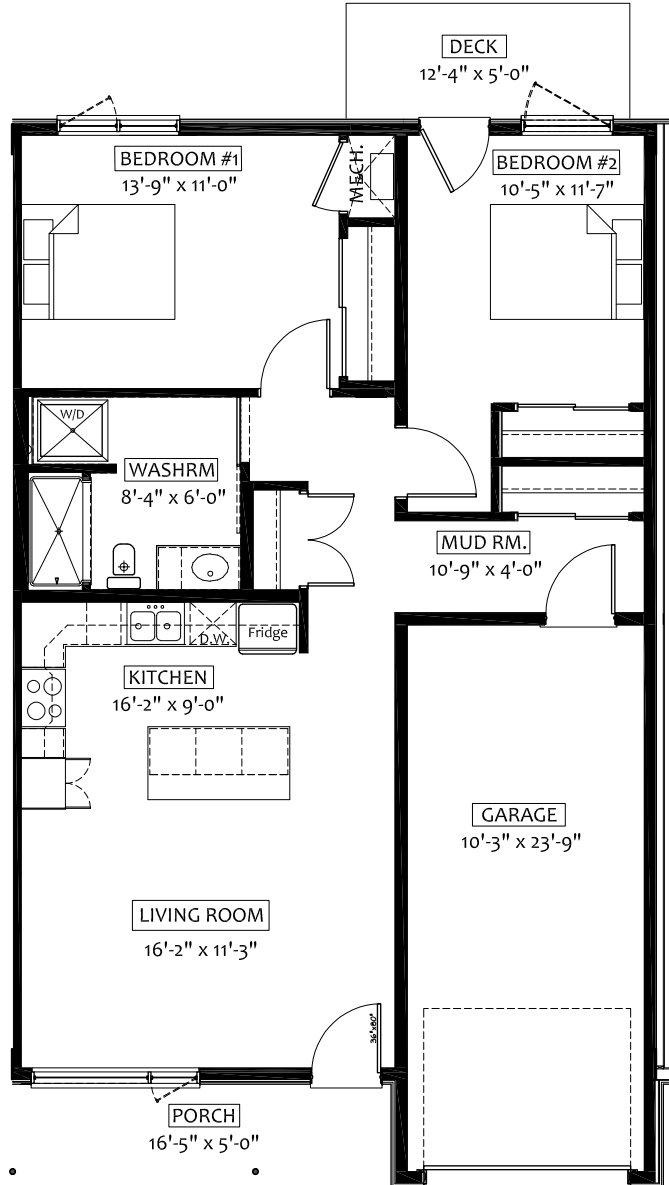 DECK
12'-4" x 5'-0"
BEDROOM #1
13'-9" x 11'-0"
MECH.
BEDROOM #2
10'-5" x 11'-7"
W/D
WASHRM
8'-4" x 6'-0"
MUD RM.
10'-9" x 4'-0"
D.W.
Fridge
KITCHEN
16'-2" x 9'-0"
GARAGE
10'-3" x 23'-9"
LIVING ROOM
16'-2" x 11'-3"
36"x80"
PORCH
16'-5" x 5'-0"